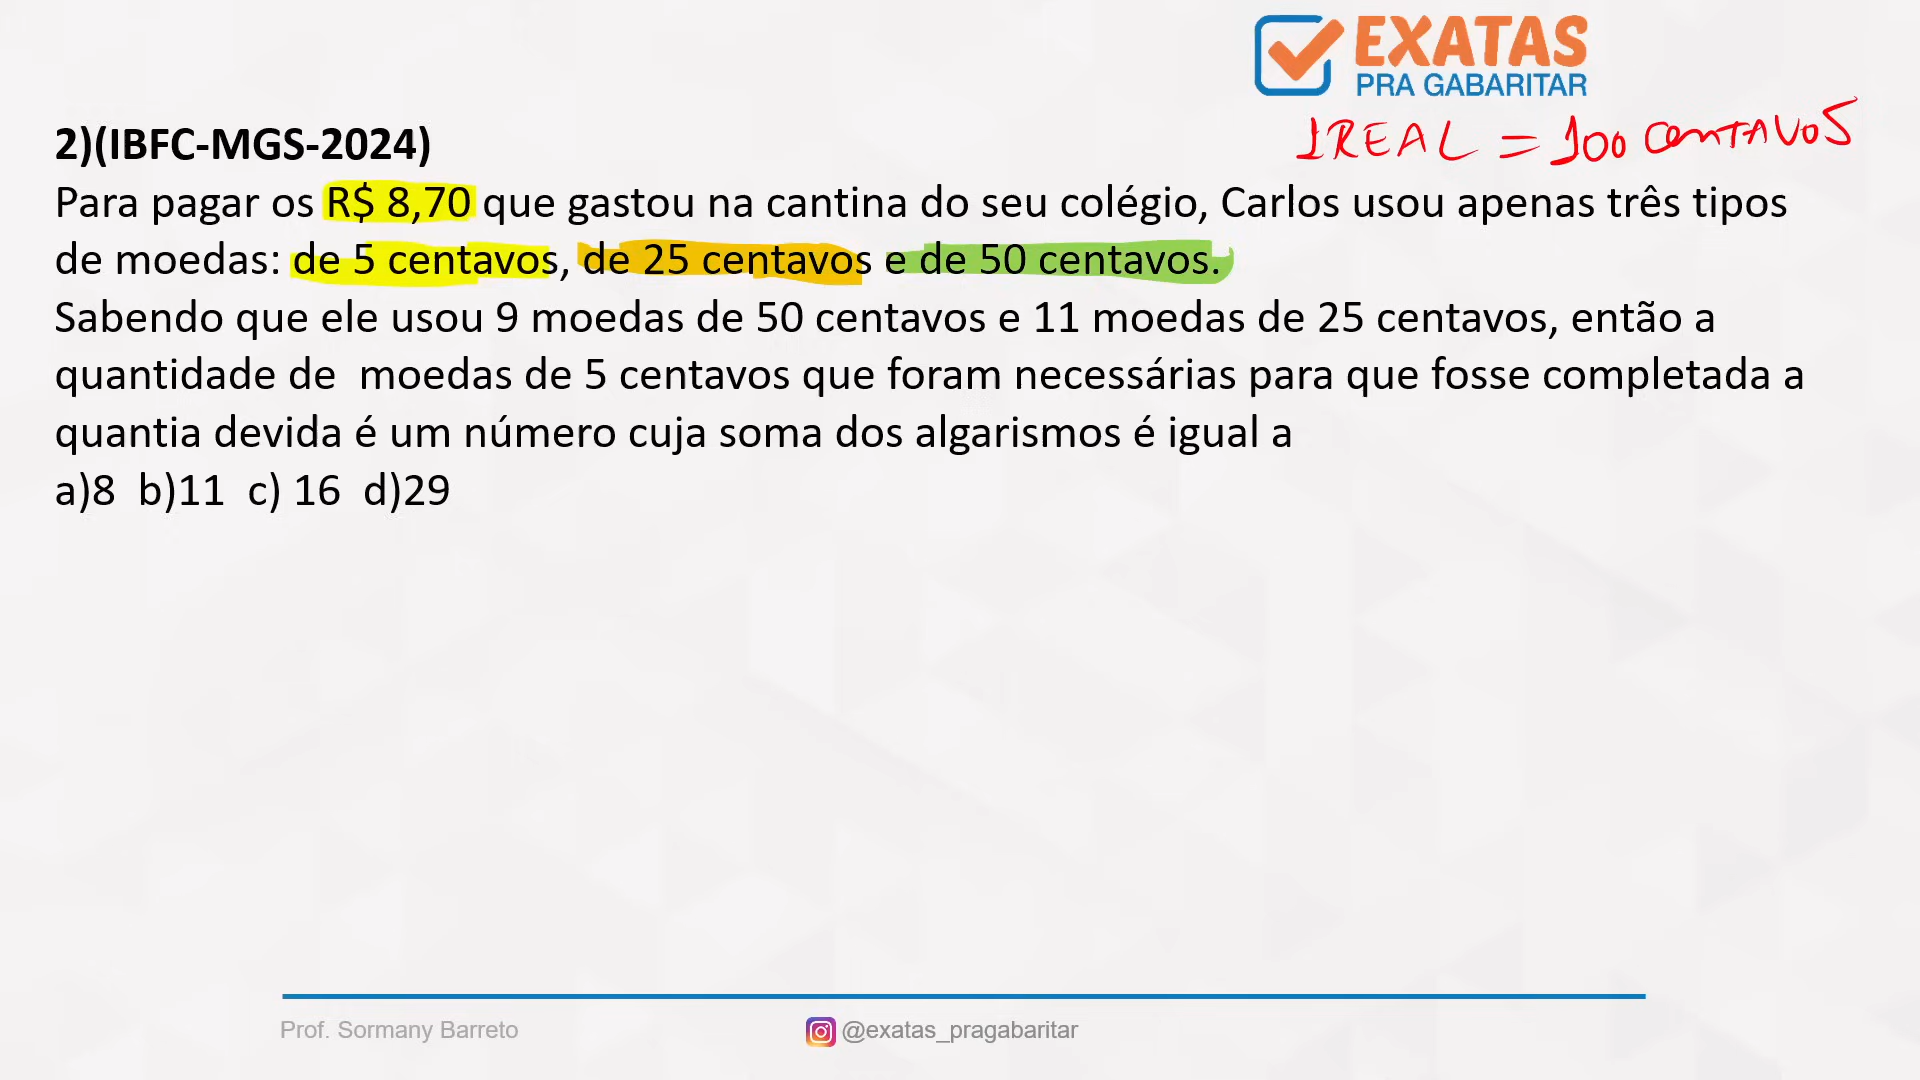 EXATAS
PRA GABARITAR
1 REAL = 100 CENTAVOS
2)(IBFC-MGS-2024)
Para pagar os R$ 8,70 que gastou na cantina do seu colégio, Carlos usou apenas três tipos
de moedas: de 5 centavos, de 25 centavos e de 50 centavos.
Sabendo que ele usou 9 moedas de 50 centavos e 11 moedas de 25 centavos, então a
quantidade de  moedas de 5 centavos que foram necessárias para que fosse completada a
quantia devida é um número cuja soma dos algarismos é igual a
a)8  b)11  c) 16  d)29
Prof. Sormany Barreto
@exatas_pragabaritar